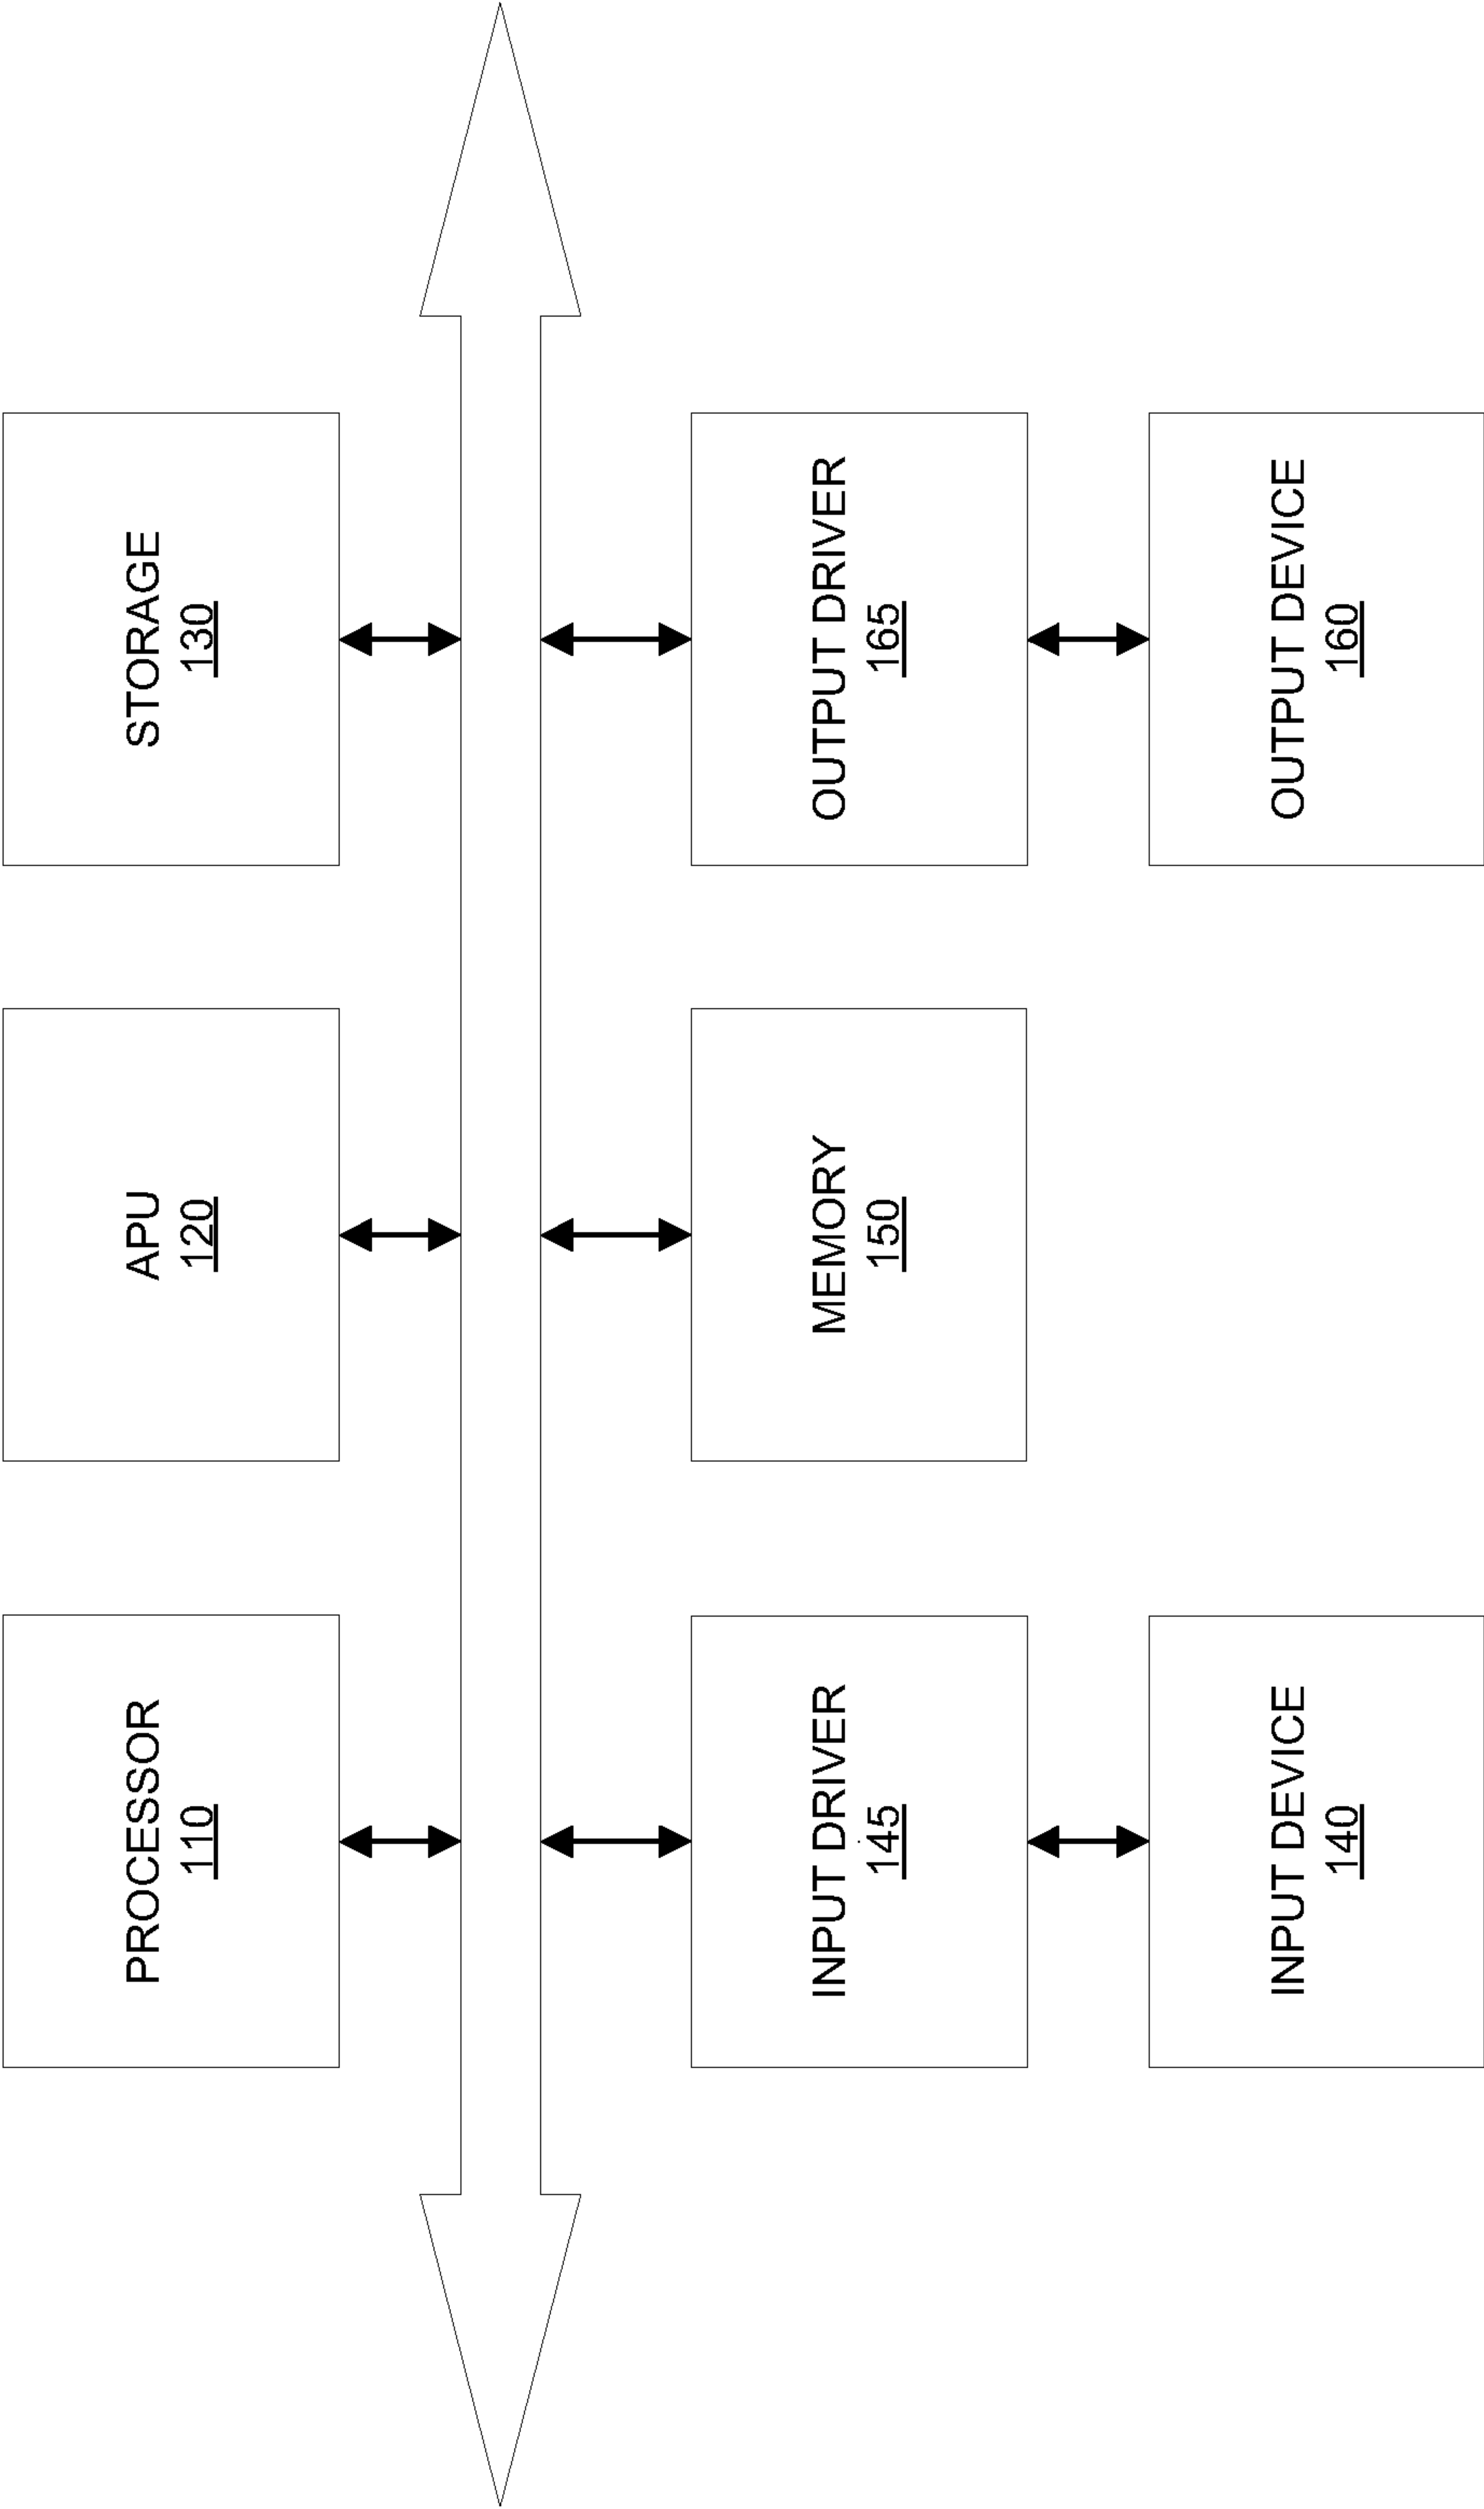 PROCESSOR
110
APU
120
STORAGE
130
INPUT DRIVER
145
MEMORY
150
OUTPUT DRIVER
165
INPUT DEVICE
140
OUTPUT DEVICE
160